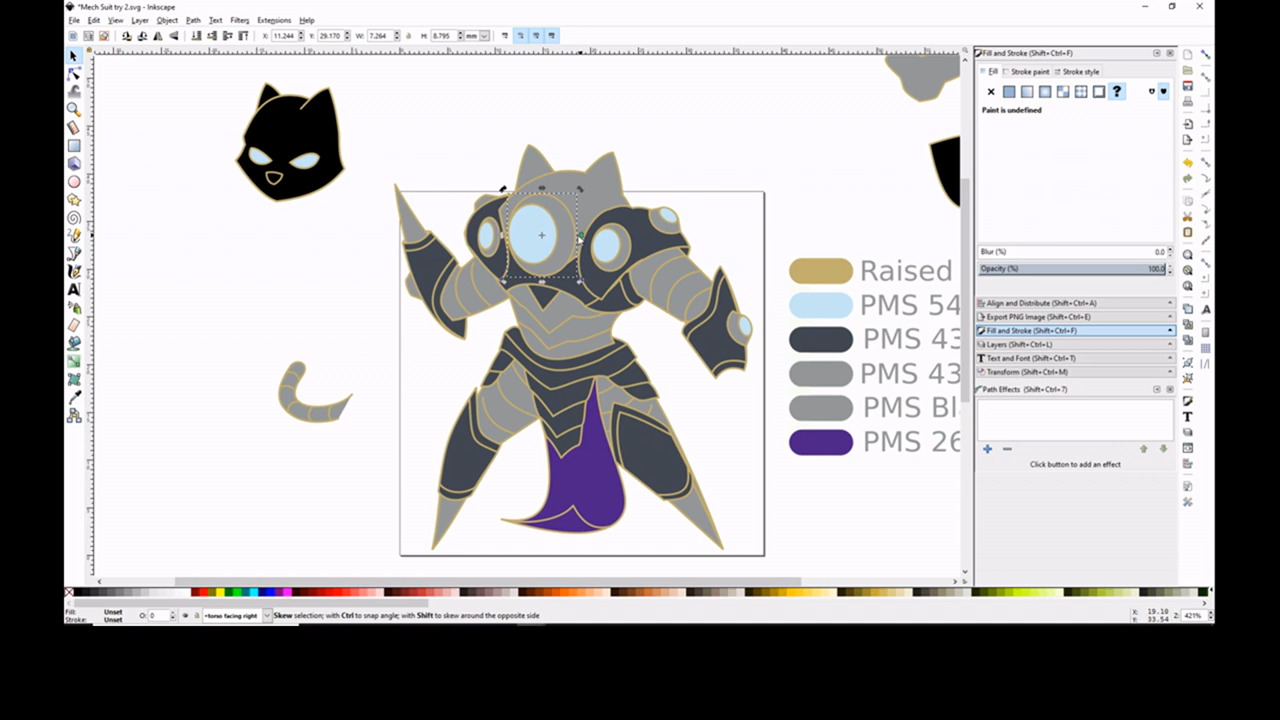 *Mech Suit try 2.svg - Inkscape
File Edit View Layer Object Path Text Filters Extensions Help
X: 11.244 Y: 29.170 W: 7.264 H: 8.795 mm
Fill and Stroke (Shift+Ctrl+F)
Fill Stroke paint Stroke style
Paint is undefined
Blur (%) 0.0
Opacity (%) 100.0
Align and Distribute (Shift+Ctrl+A)
Export PNG Image (Shift+Ctrl+E)
Fill and Stroke (Shift+Ctrl+F)
Layers (Shift+Ctrl+L)
Text and Font (Shift+Ctrl+T)
Transform (Shift+Ctrl+M)
Path Effects (Shift+Ctrl+7)
Click button to add an effect
Raised
PMS 54
PMS 43
PMS 43
PMS Bl
PMS 26
Fill: Unset
Stroke: Unset
O: 0
•torso facing right
Skew selection; with Ctrl to snap angle; with Shift to skew around the opposite side
X: 19.10
Y: 33.54
Z: 421%